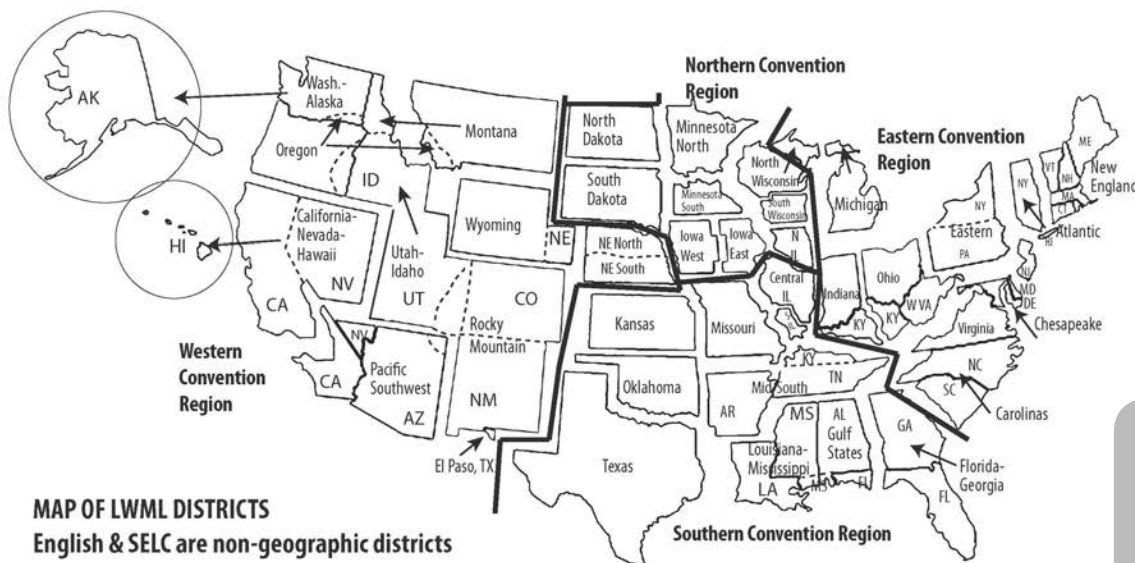 Northern Convention
Region
Eastern Convention
Region
AK
Wash.-
Alaska
Montana
Oregon
ID
North
Dakota
Minnesota
North
South
Dakota
Minnesota
South
North
Wisconsin
South
Wisconsin
Michigan
ME
VT
NH
New
England
MA
CT
RI
NY
Atlantic
NY
Eastern
PA
HI
California-
Nevada-
Hawaii
NV
CA
Utah-
Idaho
UT
Wyoming
NE
NE North
NE South
Iowa
West
Iowa
East
N
IL
Central
IL
S
IL
Indiana
Ohio
KY
KY
W VA
NJ
MD
DE
Chesapeake
Virginia
CO
Rocky
Mountain
NM
Kansas
Missouri
KY
TN
Mid South
NC
SC
Carolinas
Western
Convention
Region
NV
CA
Pacific
Southwest
AZ
El Paso, TX
Oklahoma
AR
Texas
MS
Louisiana-
Mississippi
LA
AL
Gulf
States
MS
FL
GA
Florida-
Georgia
FL
Southern Convention Region
MAP OF LWML DISTRICTS
English & SELC are non-geographic districts